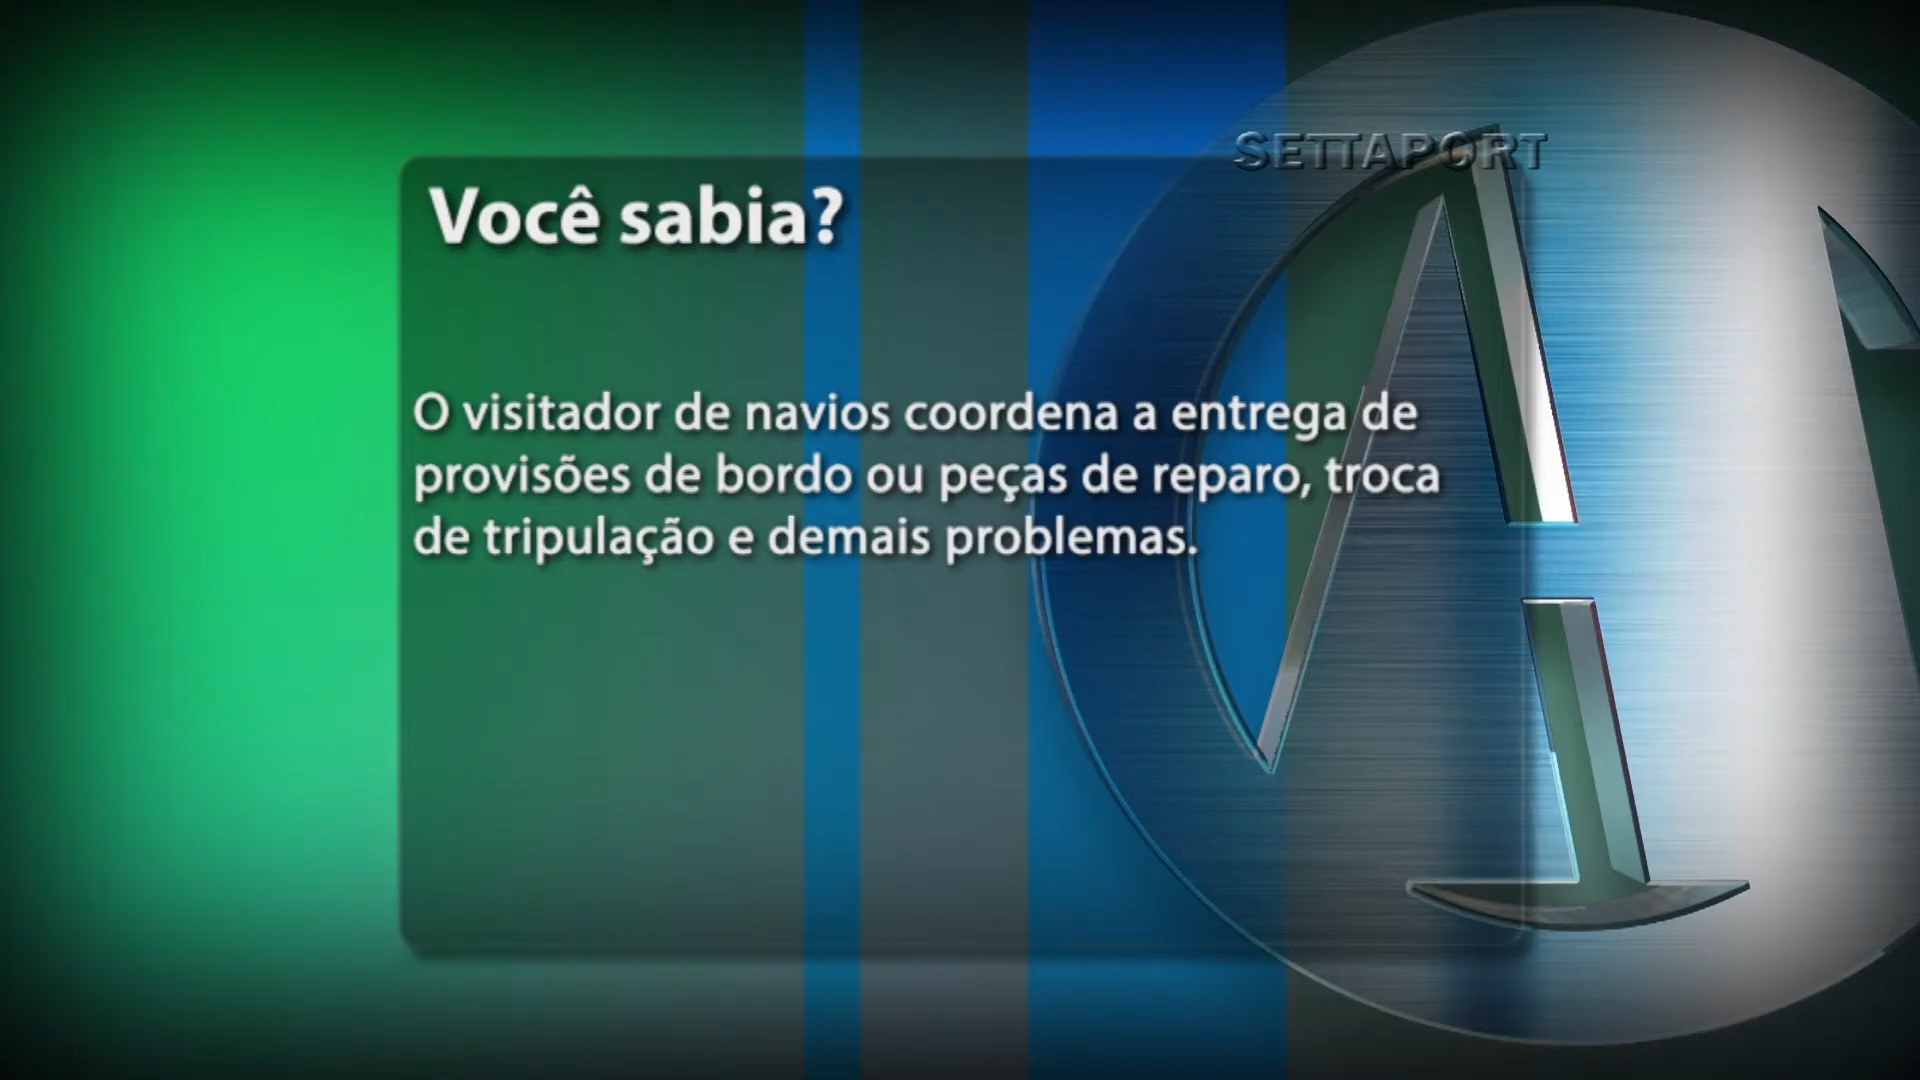 SETTAPORT
Você sabia?
O visitador de navios coordena a entrega de
provisões de bordo ou peças de reparo, troca
de tripulação e demais problemas.